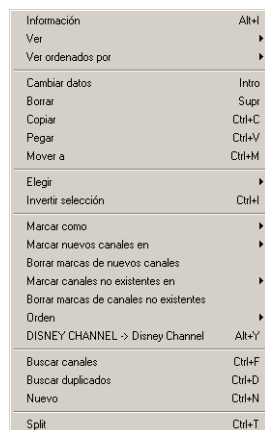 Información Alt+I
Ver
Ver ordenados por
Cambiar datos Intro
Borrar Supr
Copiar Ctrl+C
Pegar Ctrl+V
Mover a Ctrl+M
Elegir
Invertir selección Ctrl+I
Marcar como
Marcar nuevos canales en
Borrar marcas de nuevos canales
Marcar canales no existentes en
Borrar marcas de canales no existentes
Orden
DISNEY CHANNEL -> Disney Channel Alt+Y
Buscar canales Ctrl+F
Buscar duplicados Ctrl+D
Nuevo Ctrl+N
Split Ctrl+T